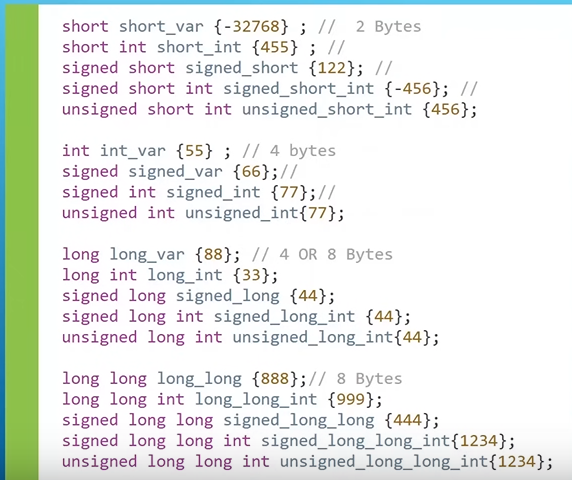 short short_var {-32768} ; //  2 Bytes
short int short_int {455} ; //
signed short signed_short {122}; //
signed short int signed_short_int {-456}; //
unsigned short int unsigned_short_int {456};
int int_var {55} ; // 4 bytes
signed signed_var {66};//
signed int signed_int {77};//
unsigned int unsigned_int{77};
long long_var {88}; // 4 OR 8 Bytes
long int long_int {33};
signed long signed_long {44};
signed long int signed_long_int {44};
unsigned long int unsigned_long_int{44};
long long long_long {888};// 8 Bytes
long long int long_long_int {999};
signed long long signed_long_long {444};
signed long long int signed_long_long_int{1234};
unsigned long long int unsigned_long_long_int{1234};